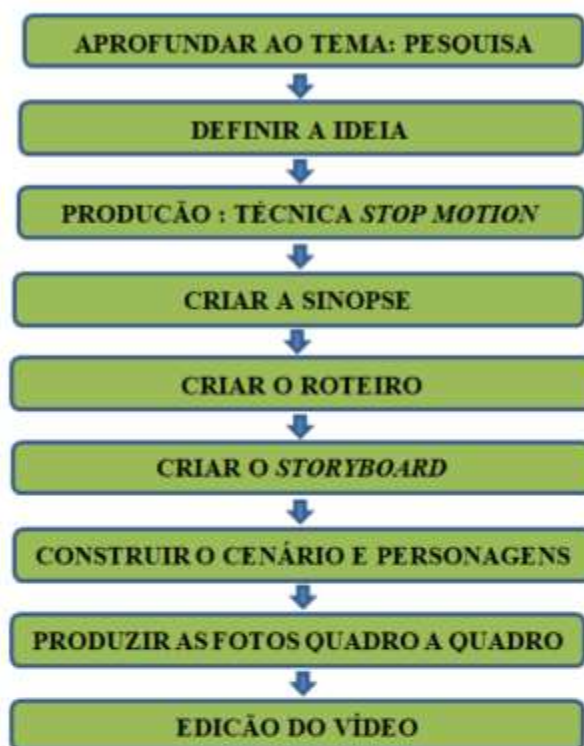 APROFUNDAR AO TEMA: PESQUISA
DEFINIR A IDEIA
PRODUCÃO : TÉCNICA STOP MOTION
CRIAR A SINOPSE
CRIAR O ROTEIRO
CRIAR O STORYBOARD
CONSTRUIR O CENÁRIO E PERSONAGENS
PRODUZIR AS FOTOS QUADRO A QUADRO
EDICÃO DO VÍDEO